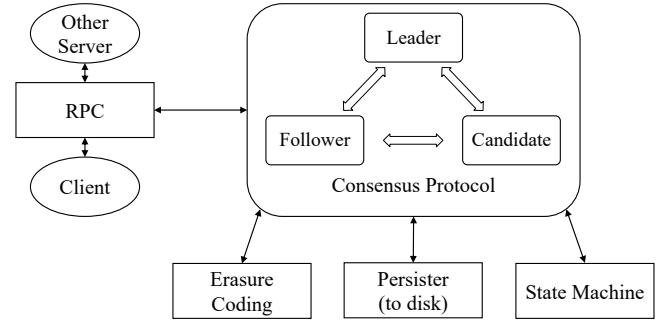 Other
Server
RPC
Client
Leader
Follower
Candidate
Consensus Protocol
Erasure
Coding
Persister
(to disk)
State Machine